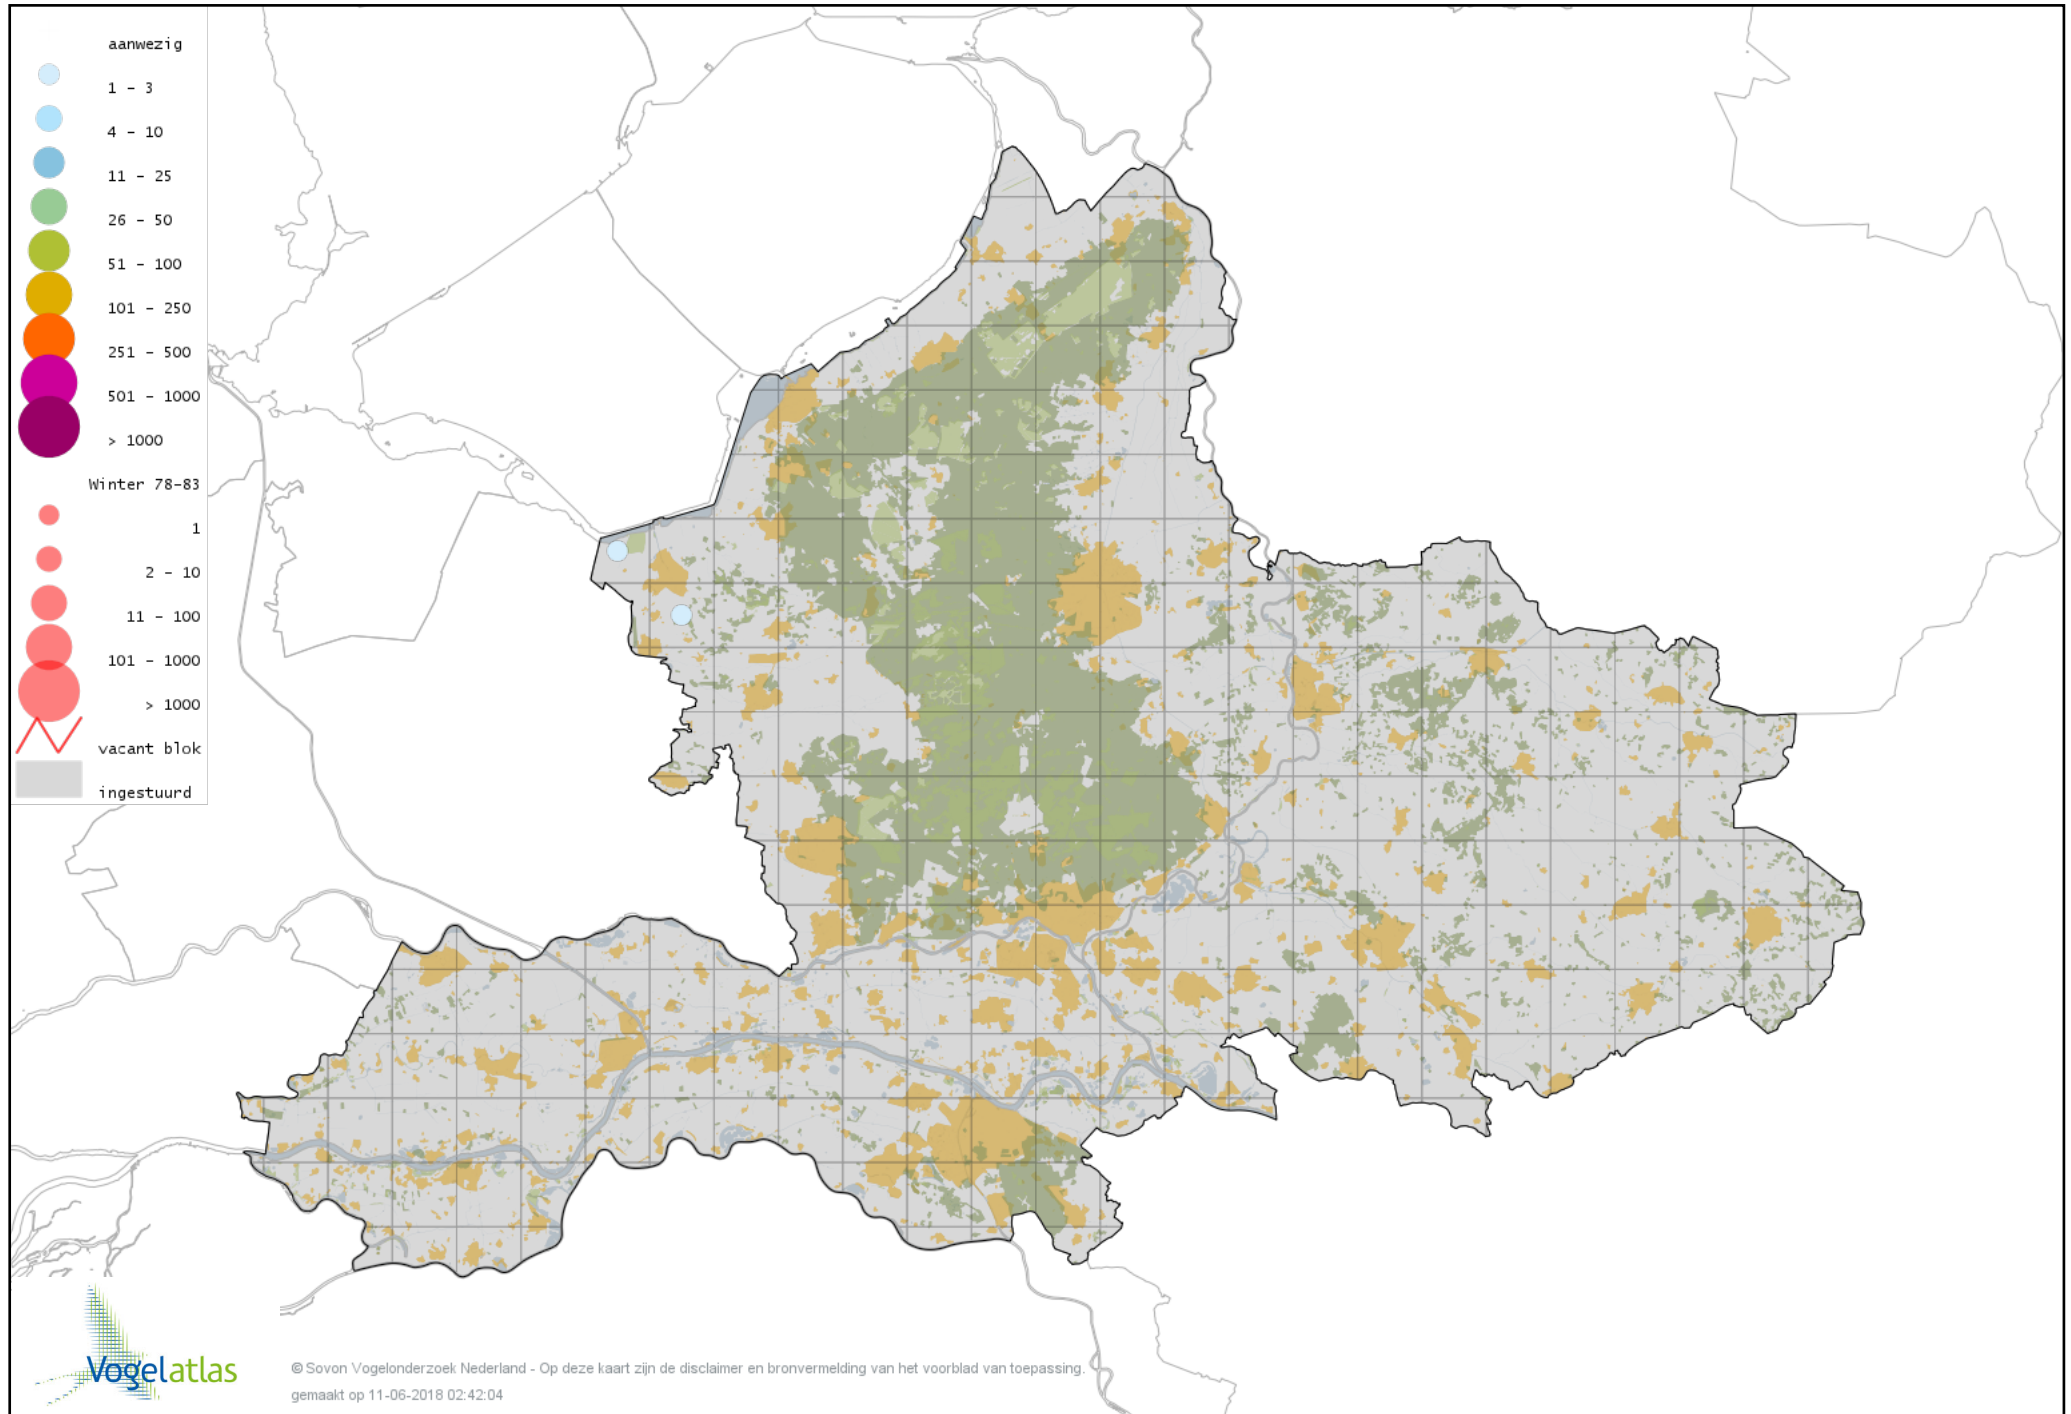 aanwezig
1 - 3
4 - 10
11 - 25
26 - 50
51 - 100
101 - 250
251 - 500
501 - 1000
> 1000
Winter 78-83
1
2 - 10
11 - 100
101 - 1000
> 1000
vacant blok
ingestuurd
Vogelatlas
© Sovon Vogelonderzoek Nederland - Op deze kaart zijn de disclaimer en bronvermelding van het voorblad van toepassing.
gemaakt op 11-06-2018 02:42:04